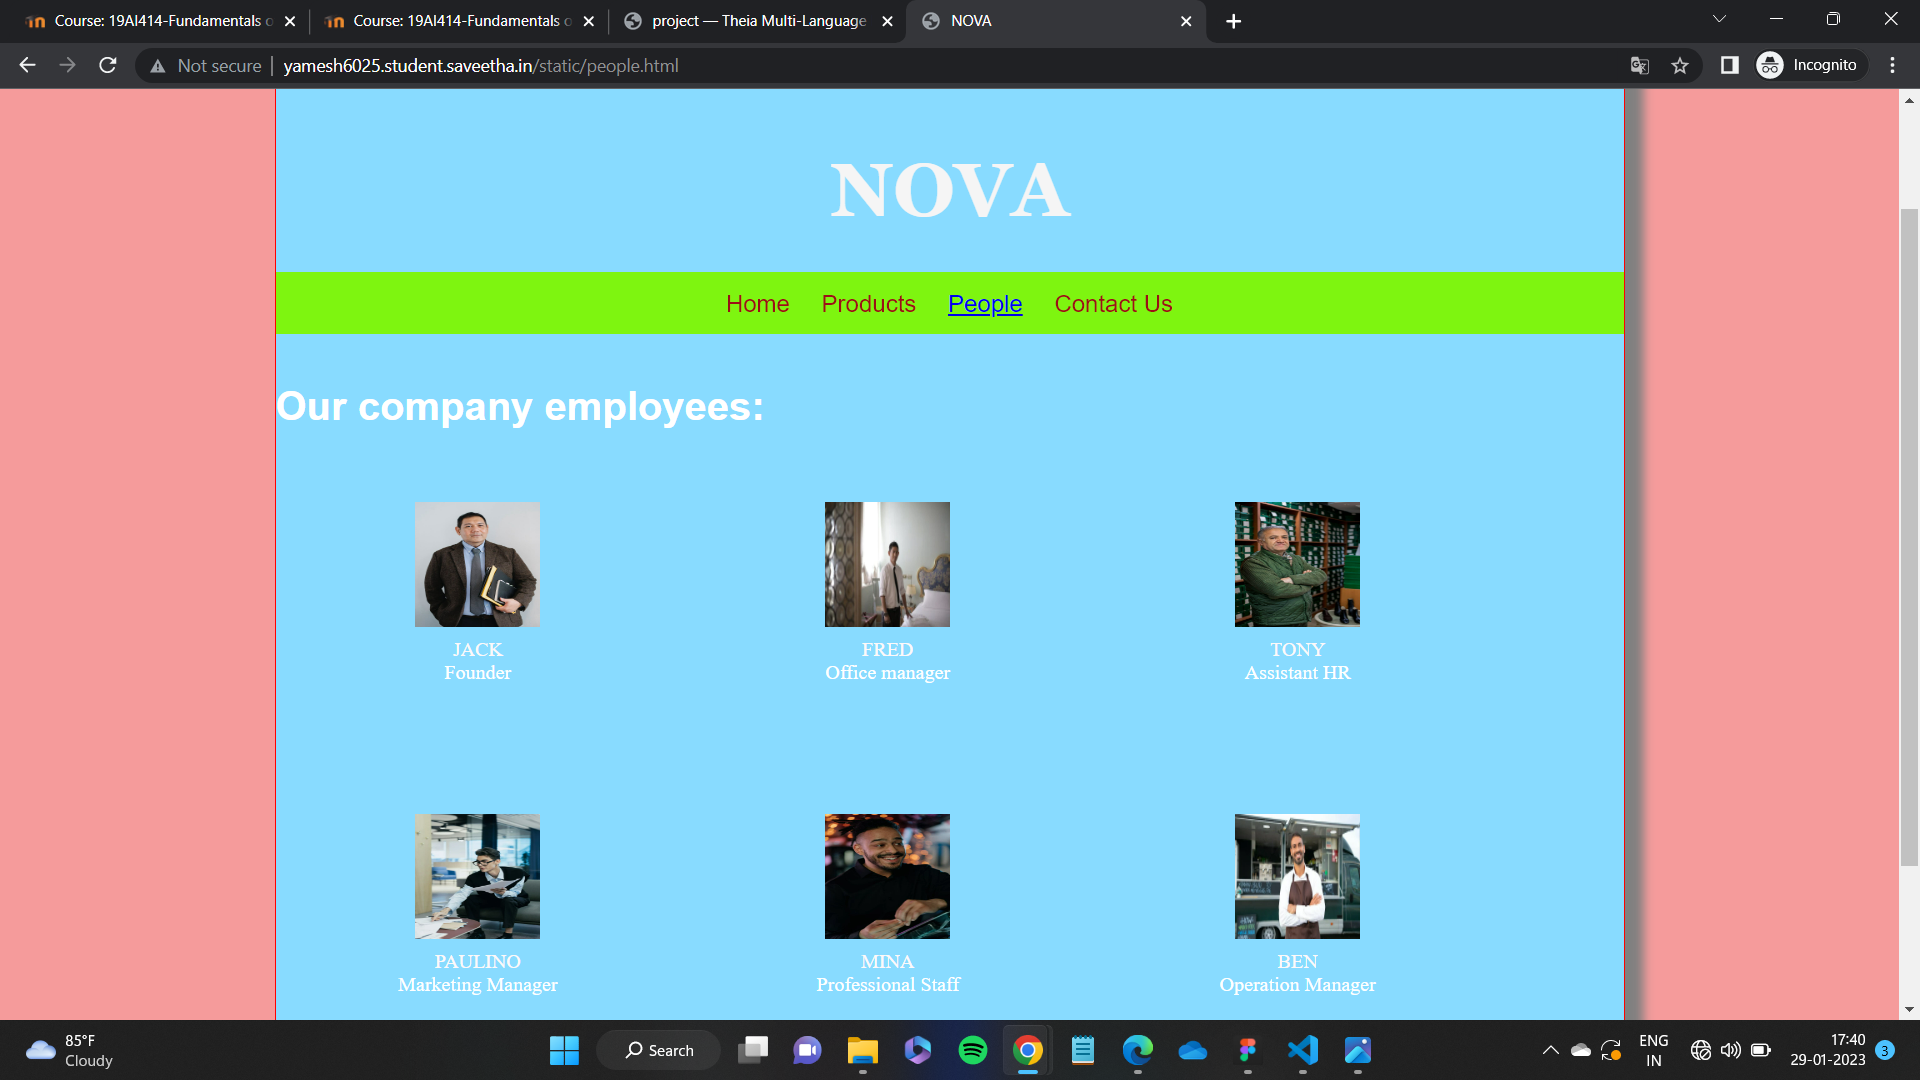 Course: 19AI414-Fundamentals o
Course: 19AI414-Fundamentals o
project — Theia Multi-Language
NOVA
Not secure
yamesh6025.student.saveetha.in/static/people.html
Incognito
NOVA
Home
Products
People
Contact Us
Our company employees:
JACK
Founder
FRED
Office manager
TONY
Assistant HR
PAULINO
Marketing Manager
MINA
Professional Staff
BEN
Operation Manager
85°F
Cloudy
Search
ENG
IN
17:40
29-01-2023
3